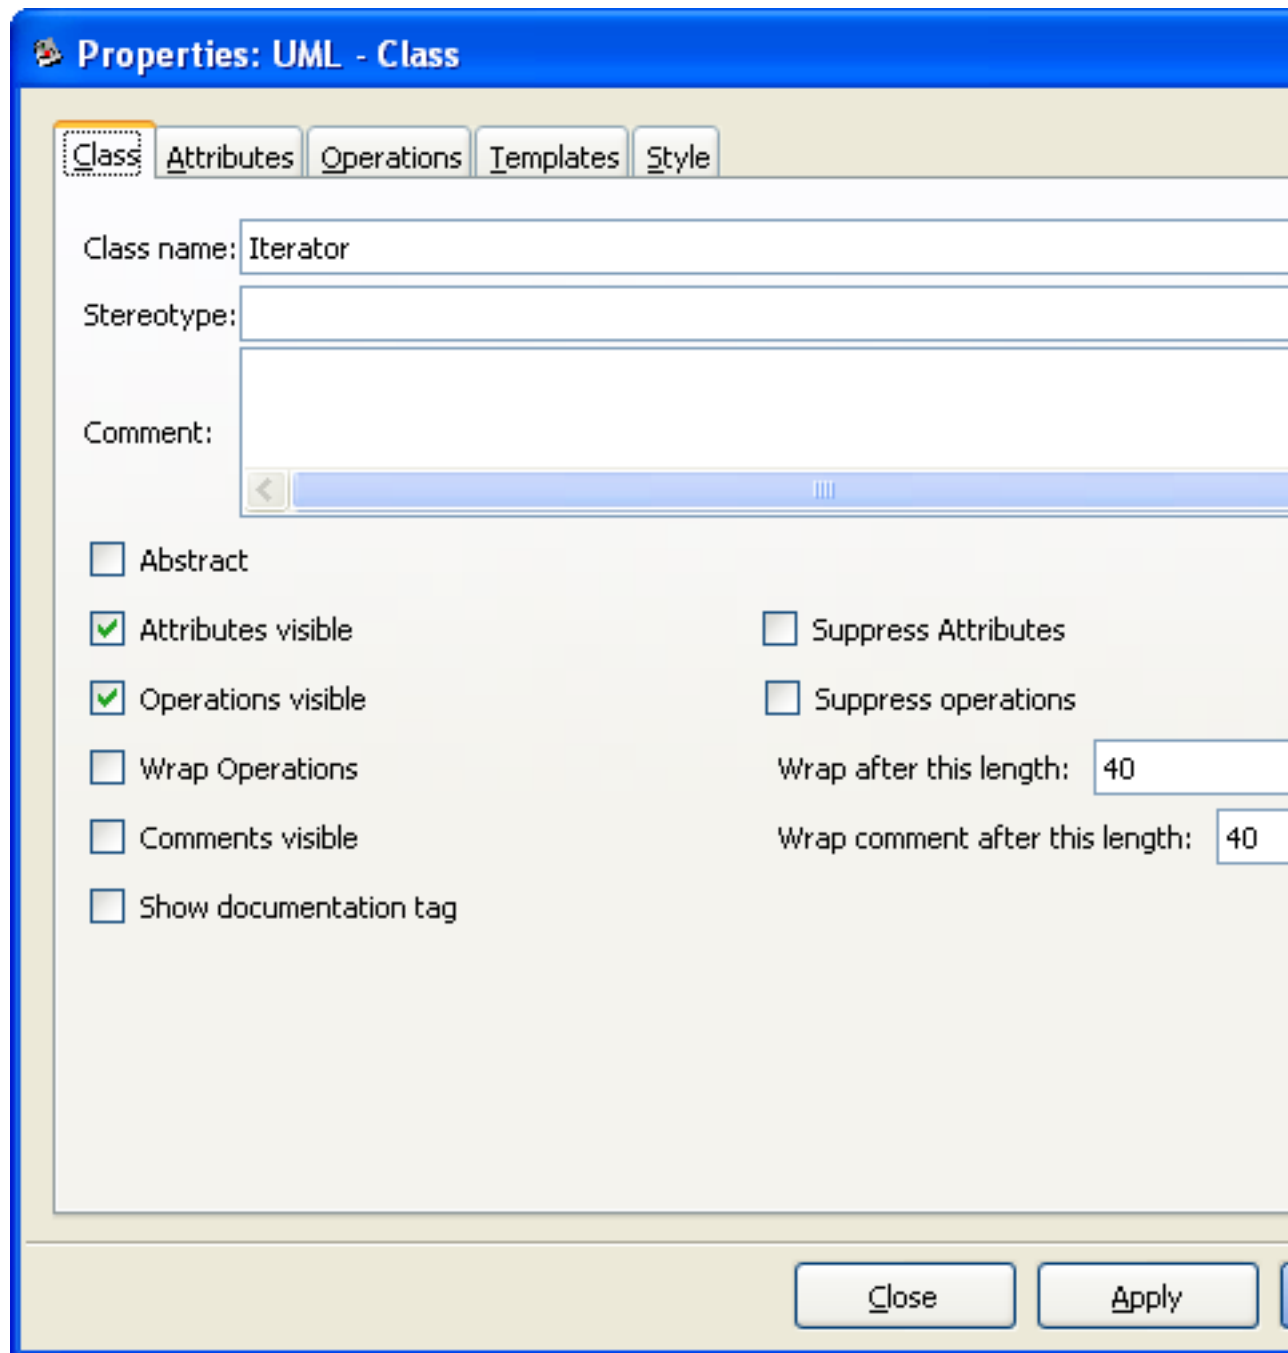 Properties: UML - Class
Class Attributes Operations Templates Style
Class name: Iterator
Stereotype:
Comment:
Abstract
Attributes visible Suppress Attributes
Operations visible Suppress operations
Wrap Operations Wrap after this length: 40
Comments visible Wrap comment after this length: 40
Show documentation tag
Close Apply